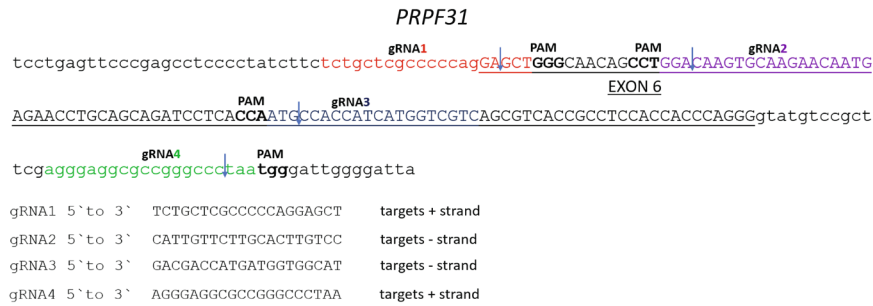 PRPF31
gRNA1 PAM PAM gRNA2
tcctgagttcccgagcctcccccctatcttctctgctcgcccccagGAGCTGGGCAACAGCCTGGACAAGTGCAAGAACAATG
EXON 6
PAM gRNA3
AGAACCTGCAGCAGATCCTCACCAATGCCACCATCATGGTCGTCAGCGTCACCGCCTCCACCACCCAGGGgtatgtccgct
gRNA4 PAM
tcgagggaggcgccgggccctaatgggattggggatta
gRNA1 5`to 3` TCTGCTCGCCCCCAGGAGCT targets + strand
gRNA2 5`to 3` CATTGTTCTTGCACTTGTCC targets - strand
gRNA3 5`to 3` GACGACCATGATGGTGGCAT targets - strand
gRNA4 5`to 3` AGGGAGGCGCCGGGCCCTAA targets + strand